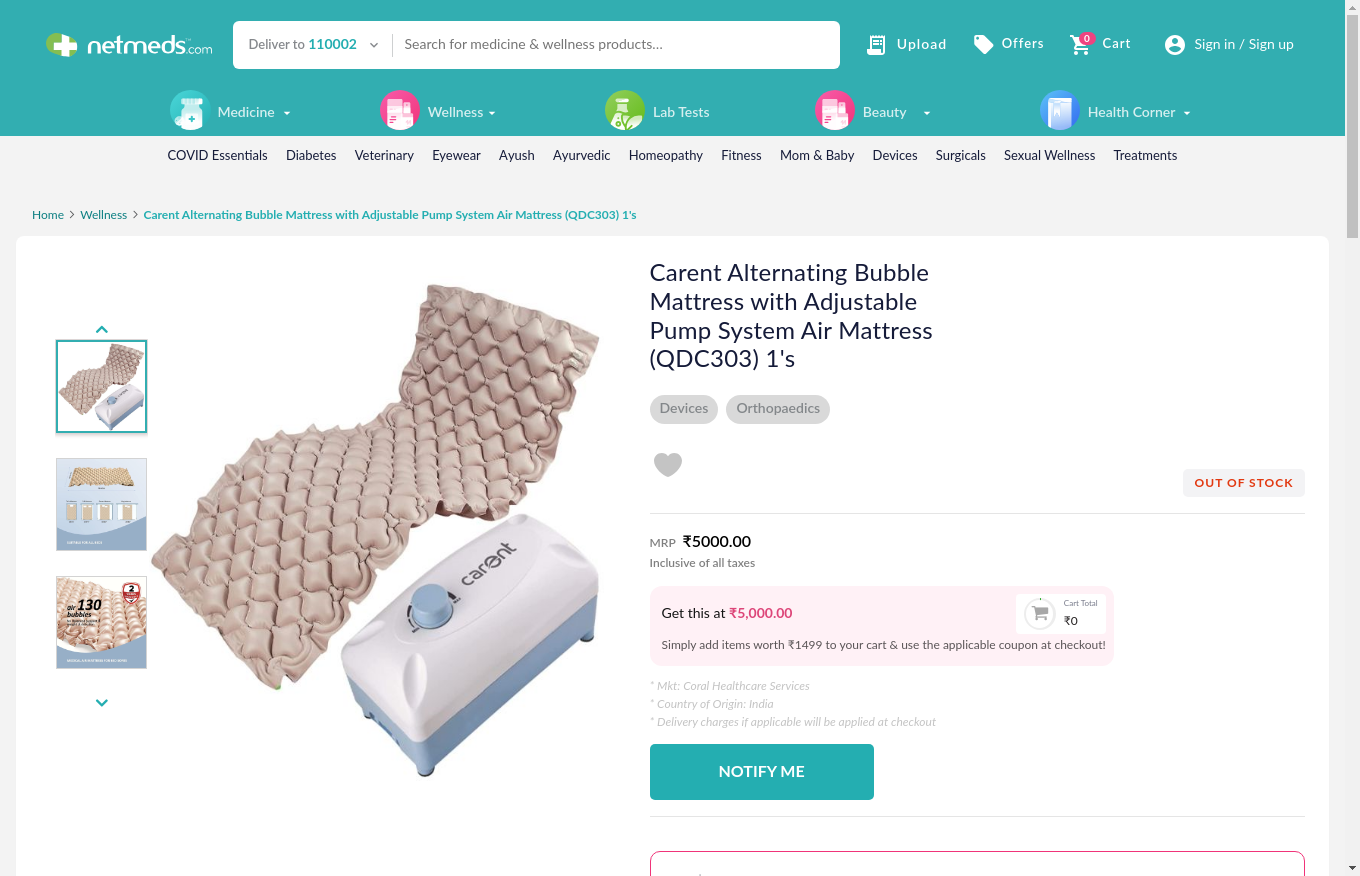 netmeds.com
Deliver to 110002
Search for medicine & wellness products...
Upload
Offers
0
Cart
Sign in / Sign up
Medicine
Wellness
Lab Tests
Beauty
Health Corner
COVID Essentials
Diabetes
Veterinary
Eyewear
Ayush
Ayurvedic
Homeopathy
Fitness
Mom & Baby
Devices
Surgicals
Sexual Wellness
Treatments
Home > Wellness > Carent Alternating Bubble Mattress with Adjustable Pump System Air Mattress (QDC303) 1's
Carent Alternating Bubble
Mattress with Adjustable
Pump System Air Mattress
(QDC303) 1's
Devices
Orthopaedics
OUT OF STOCK
MRP ₹5000.00
Inclusive of all taxes
Get this at ₹5,000.00
Cart Total
₹0
Simply add items worth ₹1499 to your cart & use the applicable coupon at checkout!
* Mkt: Coral Healthcare Services
* Country of Origin: India
* Delivery charges if applicable will be applied at checkout
NOTIFY ME
carent
carent
2
air 130
bubbles